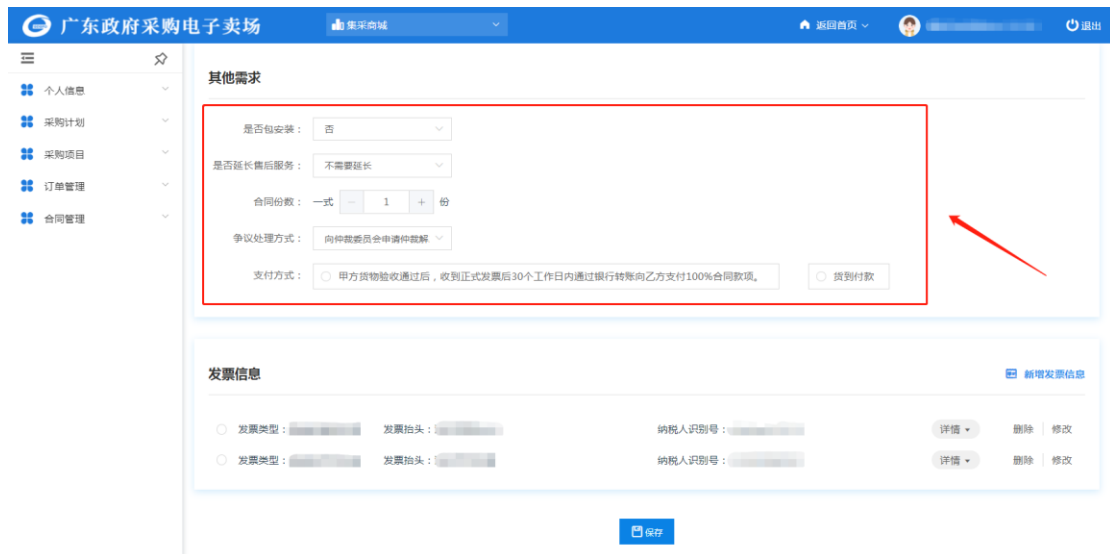 广东政府采购电子卖场
集采商城
返回首页
退出
个人信息
采购计划
采购项目
订单管理
合同管理
其他需求
是否包安装： 否
是否延长售后服务： 不需要延长
合同份数： 一式 − 1 + 份
争议处理方式： 向仲裁委员会申请仲裁解
支付方式： 甲方货物验收通过后，收到正式发票后30个工作日内通过银行转账向乙方支付100%合同款项。 货到付款
发票信息
新增发票信息
发票类型： 发票抬头： 纳税人识别号： 详情 删除 修改
发票类型： 发票抬头： 纳税人识别号： 详情 删除 修改
保存